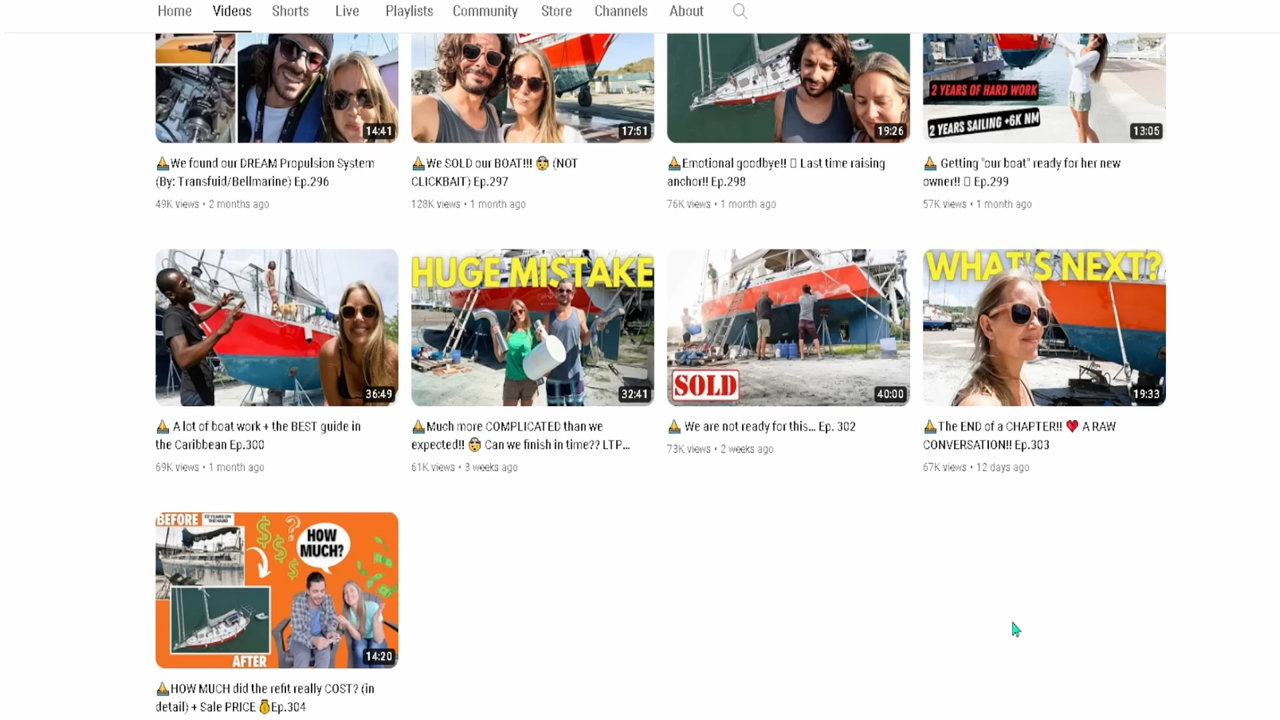 Home Videos Shorts Live Playlists Community Store Channels About
14:41
17:51
19:26
2 YEARS OF HARD WORK
2 YEARS SAILING +6K NM
13:05
We found our DREAM Propulsion System
(By: Transfuid/Bellmarine) Ep.296
49K views • 2 months ago
We SOLD our BOAT!!! 🤯 (NOT
CLICKBAIT) Ep.297
128K views • 1 month ago
Emotional goodbye!! Last time raising
anchor!! Ep.298
76K views • 1 month ago
Getting "our boat" ready for her new
owner!! Ep.299
57K views • 1 month ago
36:49
HUGE MISTAKE
32:41
SOLD
40:00
WHAT'S NEXT?
19:33
A lot of boat work + the BEST guide in
the Caribbean Ep.300
69K views • 1 month ago
Much more COMPLICATED than we
expected!! 🤯 Can we finish in time?? LTP...
61K views • 3 weeks ago
We are not ready for this... Ep. 302
73K views • 2 weeks ago
The END of a CHAPTER!! ♥ A RAW
CONVERSATION!! Ep.303
67K views • 12 days ago
BEFORE
HOW
MUCH?
AFTER
14:20
HOW MUCH did the refit really COST? (in
detail) + Sale PRICE 💰Ep.304